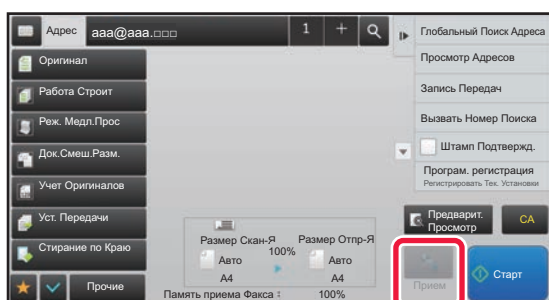 Адрес aaa@aaa.□□□ 1 +
Глобальный Поиск Адреса
Оригинал
Просмотр Адресов
Работа Строит
Запись Передач
Реж. Медл.Прос
Вызвать Номер Поиска
Док.Смеш.Разм.
Штамп Подтвержд.
Учет Оригиналов
Програм. регистрация
Регистрировать Тек. Установки
Уст. Передачи
Предварит.
Просмотр
CA
Стирание по Краю
Размер Скан-Я
100%
Размер Отпр-Я
Авто
A4
Авто
A4
Прочие
Память приема Факса : 100%
Прием
Старт